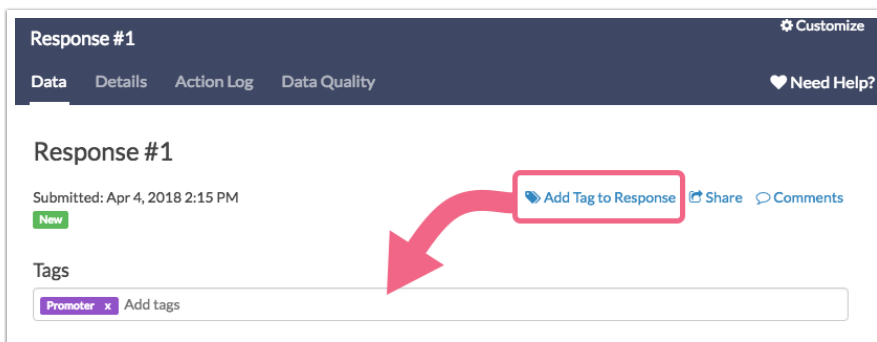 Response #1
Customize
Data Details Action Log Data Quality
Need Help?
Response #1
Submitted: Apr 4, 2018 2:15 PM
Add Tag to Response Share Comments
New
Tags
Promoter x Add tags